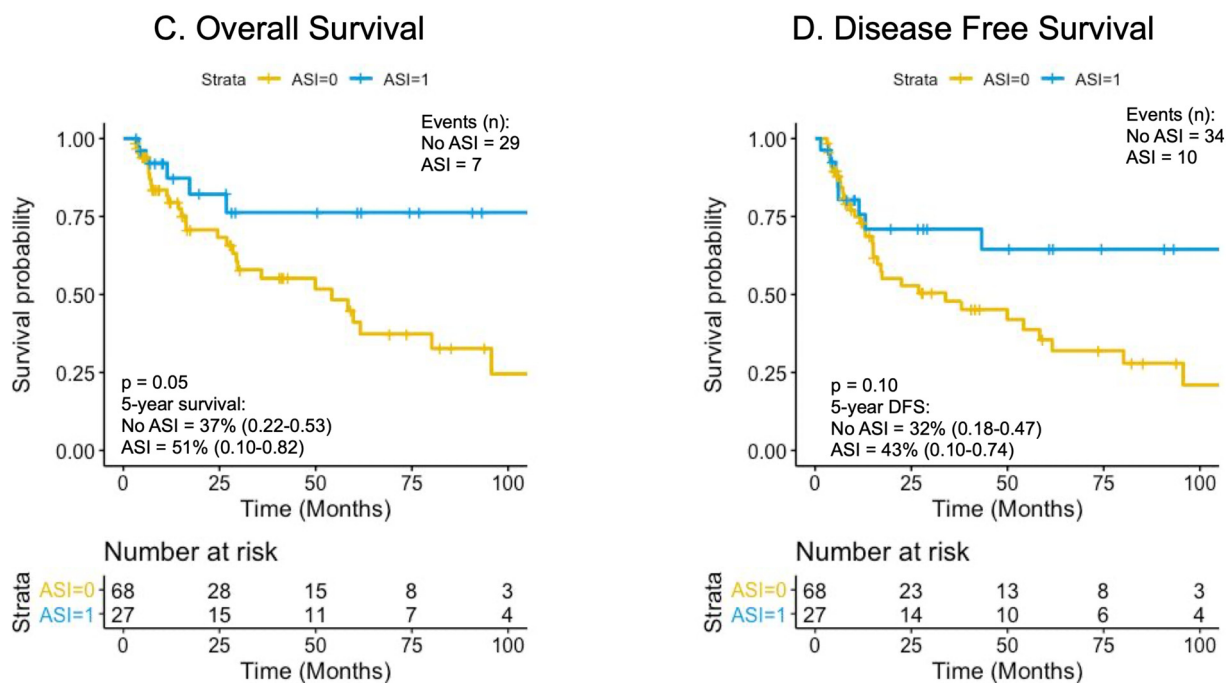 C. Overall Survival
Strata ASI=0 ASI=1
Events (n):
No ASI = 29
ASI = 7
Survival probability
1.00
0.75
0.50
0.25
0.00
p = 0.05
5-year survival:
No ASI = 37% (0.22-0.53)
ASI = 51% (0.10-0.82)
0 25 50 75 100
Time (Months)
Number at risk
Strata
ASI=0 68 28 15 8 3
ASI=1 27 15 11 7 4
0 25 50 75 100
Time (Months)
D. Disease Free Survival
Strata ASI=0 ASI=1
Events (n):
No ASI = 34
ASI = 10
Survival probability
1.00
0.75
0.50
0.25
0.00
p = 0.10
5-year DFS:
No ASI = 32% (0.18-0.47)
ASI = 43% (0.10-0.74)
0 25 50 75 100
Time (Months)
Number at risk
Strata
ASI=0 68 23 13 8 3
ASI=1 27 14 10 6 4
0 25 50 75 100
Time (Months)